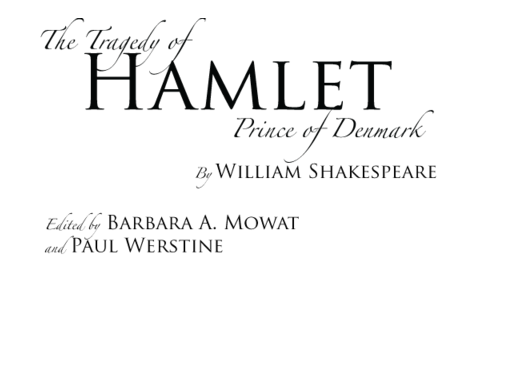 The Tragedy of
HAMLET
Prince of Denmark
By WILLIAM SHAKESPEARE
Edited by BARBARA A. MOWAT
and PAUL WERSTINE